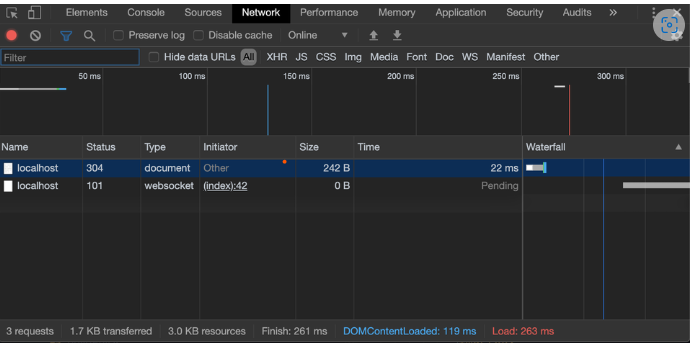 Elements Console Sources Network Performance Memory Application Security Audits »
Preserve log Disable cache Online ▼
Filter Hide data URLs All XHR JS CSS Img Media Font Doc WS Manifest Other
50 ms 100 ms 150 ms 200 ms 250 ms 300 ms
Name Status Type Initiator Size Time Waterfall ▲
localhost 304 document Other 242 B 22 ms
localhost 101 websocket (index):42 0 B Pending
3 requests 1.7 KB transferred 3.0 KB resources Finish: 261 ms DOMContentLoaded: 119 ms Load: 263 ms